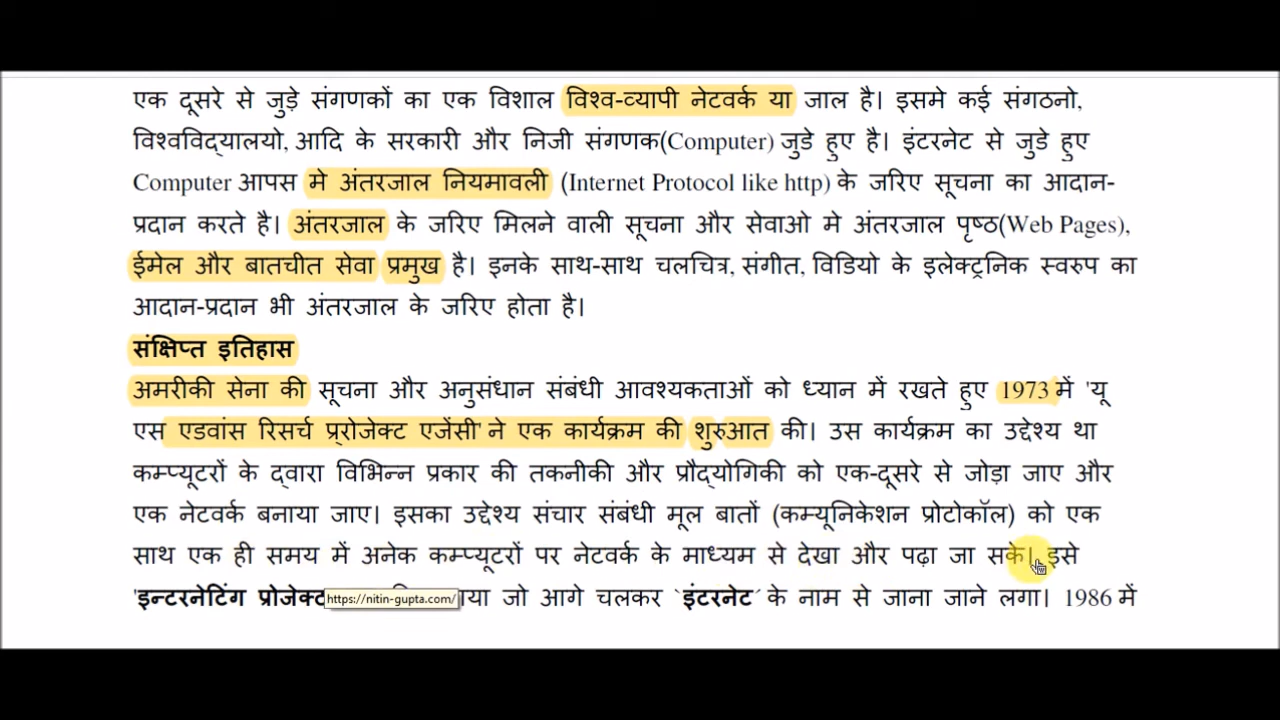 एक दूसरे से जुड़े संगणकों का एक विशाल विश्व-व्यापी नेटवर्क या जाल है। इसमे कई संगठनो,
विश्वविद्यालयो, आदि के सरकारी और निजी संगणक(Computer) जुडे हुए है। इंटरनेट से जुडे हुए
Computer आपस मे अंतरजाल नियमावली (Internet Protocol like http) के जरिए सूचना का आदान-
प्रदान करते है। अंतरजाल के जरिए मिलने वाली सूचना और सेवाओ मे अंतरजाल पृष्ठ(Web Pages),
ईमेल और बातचीत सेवा प्रमुख है। इनके साथ-साथ चलचित्र, संगीत, विडियो के इलेक्ट्रनिक स्वरुप का
आदान-प्रदान भी अंतरजाल के जरिए होता है।
संक्षिप्त इतिहास
अमरीकी सेना की सूचना और अनुसंधान संबंधी आवश्यकताओं को ध्यान में रखते हुए 1973 में 'यू
एस एडवांस रिसर्च प्र्रोजेक्ट एजेंसी' ने एक कार्यक्रम की शुरुआत की। उस कार्यक्रम का उद्देश्य था
कम्प्यूटरों के द्वारा विभिन्न प्रकार की तकनीकी और प्रौद्योगिकी को एक-दूसरे से जोड़ा जाए और
एक नेटवर्क बनाया जाए। इसका उद्देश्य संचार संबंधी मूल बातों (कम्यूनिकेशन प्रोटोकॉल) को एक
साथ एक ही समय में अनेक कम्प्यूटरों पर नेटवर्क के माध्यम से देखा और पढ़ा जा सके। इसे
'इन्टरनेटिंग प्रोजेक्ट https://nitin-gupta.com/ जो आगे चलकर `इंटरनेट´ के नाम से जाना जाने लगा। 1986 में